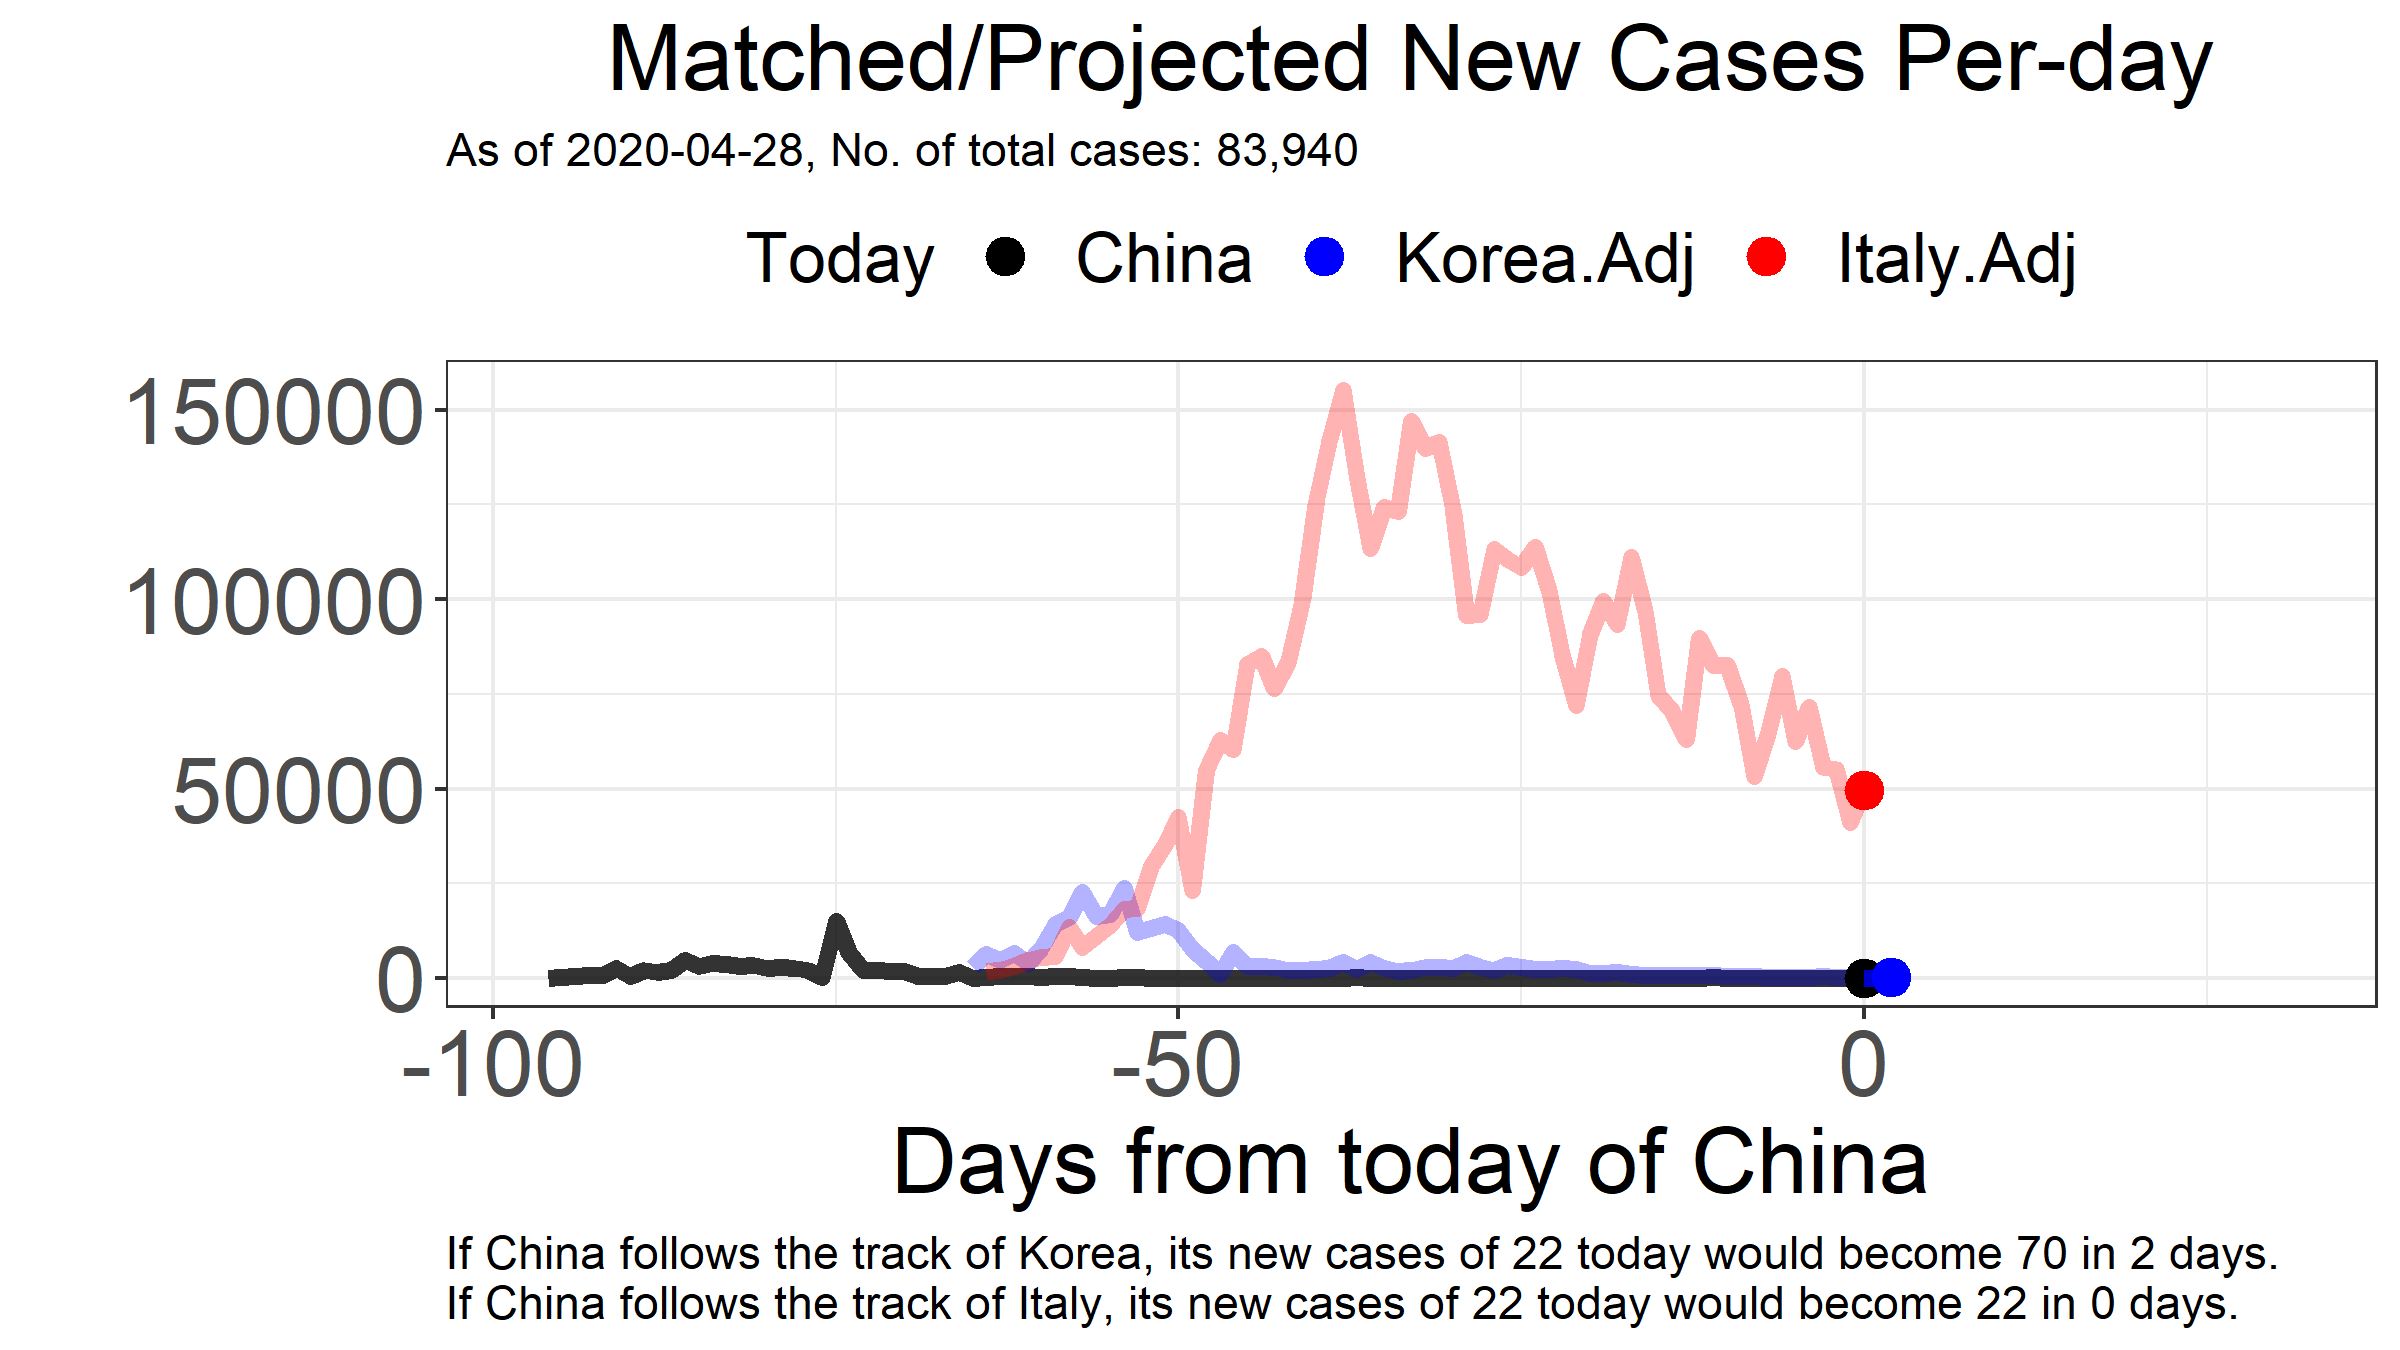 Matched/Projected New Cases Per-day
As of 2020-04-28, No. of total cases: 83,940
Today China Korea.Adj Italy.Adj
150000
100000
50000
0
-100 -50 0
Days from today of China
If China follows the track of Korea, its new cases of 22 today would become 70 in 2 days.
If China follows the track of Italy, its new cases of 22 today would become 22 in 0 days.